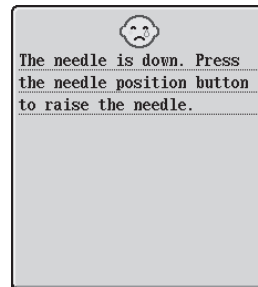 The needle is down. Press
the needle position button
to raise the needle.